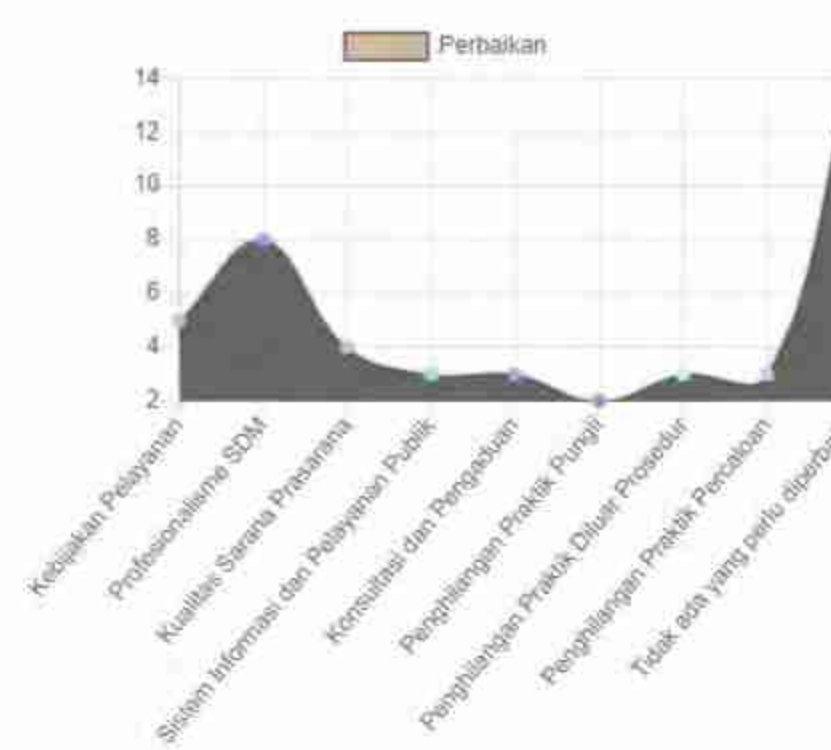 Perbaikan
14
12
10
8
6
4
2
Kebijakan Pelayanan
Profesionalisme SDM
Kualitas Sarana Prasarana
Sistem Informasi dan Pelayanan Publik
Konsultasi dan Pengaduan
Penghilangan Praktik Pungli
Penghilangan Praktik Diluar Prosedur
Penghilangan Praktik Percaloan
Tidak ada yang perlu